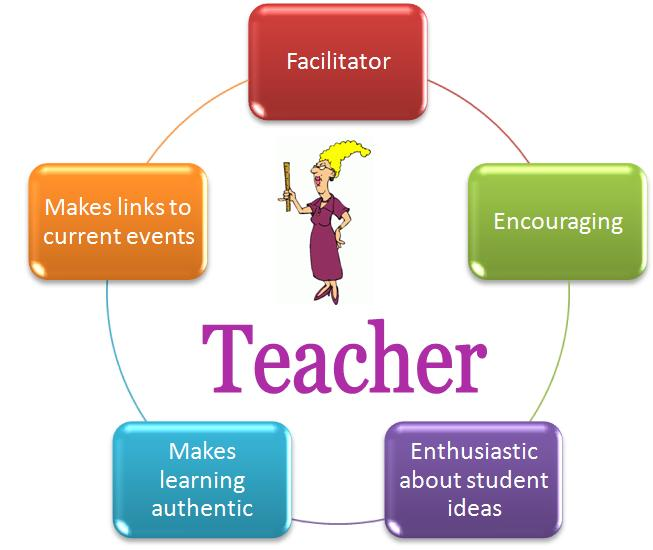 Facilitator
Encouraging
Enthusiastic
about student
ideas
Makes
learning
authentic
Makes links to
current events
Teacher